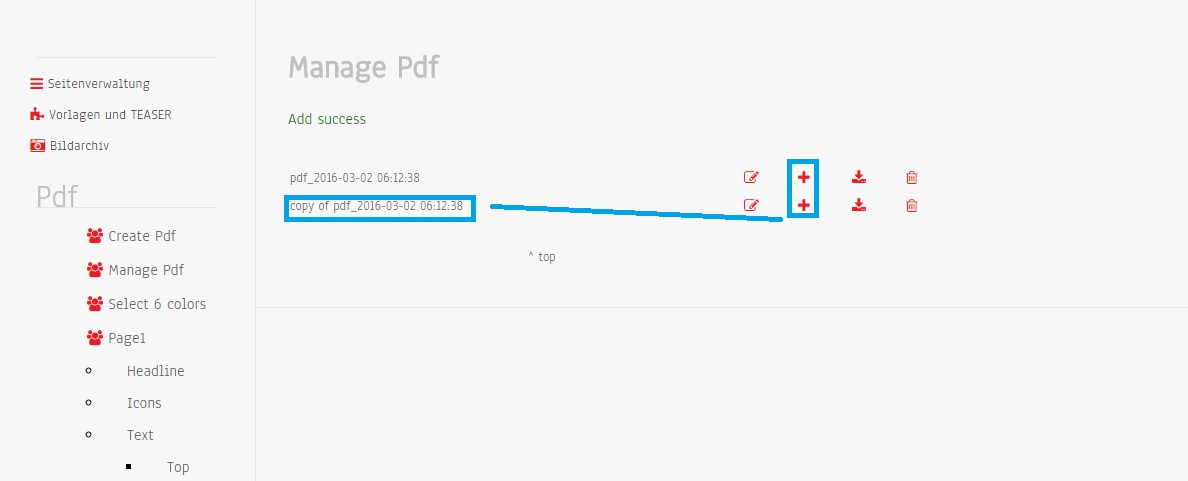 Seitenverwaltung
Vorlagen und TEASER
Bildarchiv
Pdf
Create Pdf
Manage Pdf
Select 6 colors
Page1
Headline
Icons
Text
Top
Manage Pdf
Add success
pdf_2016-03-02 06:12:38
copy of pdf_2016-03-02 06:12:38
^ top